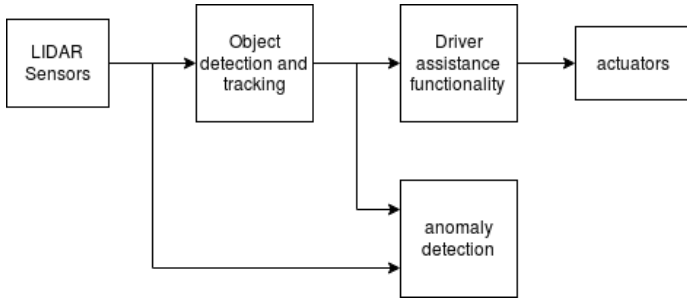 LIDAR
Sensors
Object
detection and
tracking
Driver
assistance
functionality
actuators
anomaly
detection